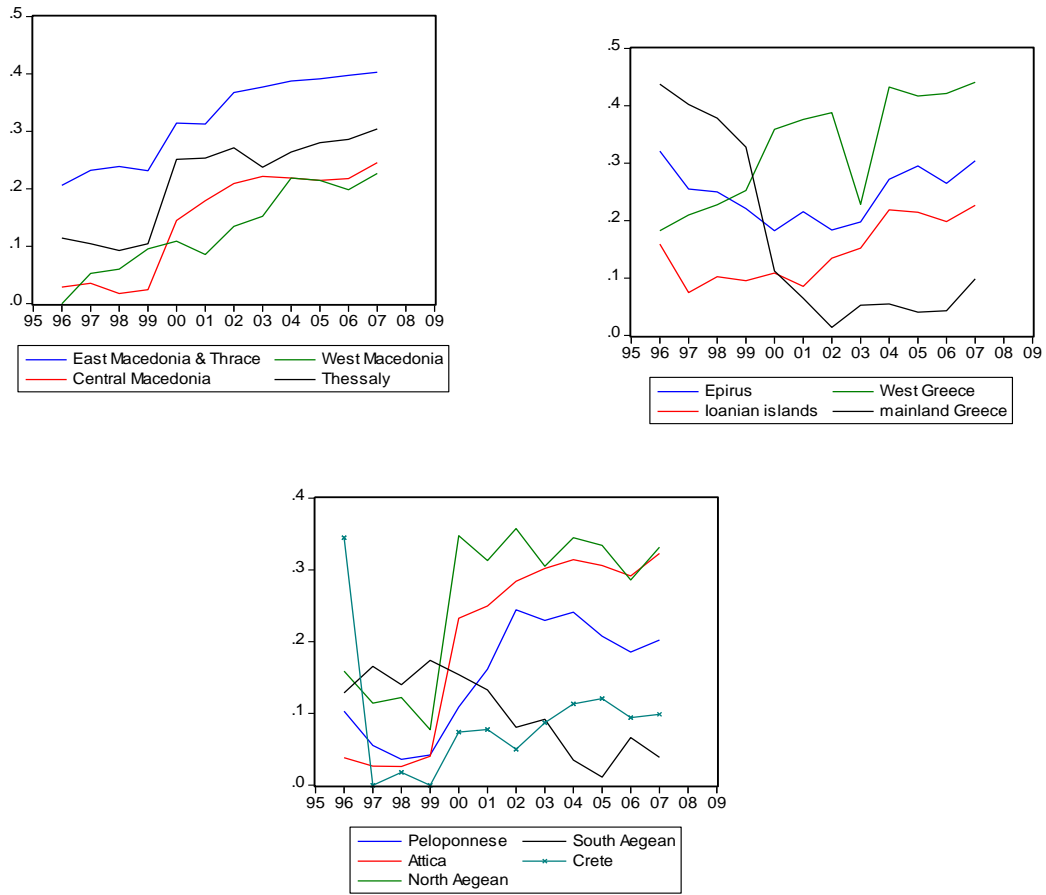 .5
.4
.3
.2
.1
.0
95 96 97 98 99 00 01 02 03 04 05 06 07 08 09
East Macedonia & Thrace West Macedonia
Central Macedonia Thessaly
.5
.4
.3
.2
.1
.0
95 96 97 98 99 00 01 02 03 04 05 06 07 08 09
Epirus West Greece
Ioanian islands mainland Greece
.4
.3
.2
.1
.0
95 96 97 98 99 00 01 02 03 04 05 06 07 08 09
Peloponnese South Aegean
Attica Crete
North Aegean